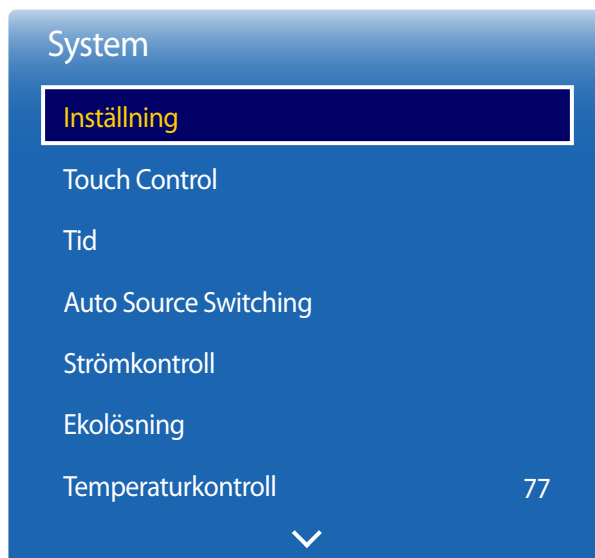 System
Inställning
Touch Control
Tid
Auto Source Switching
Strömkontroll
Ekolösning
Temperaturkontroll 77